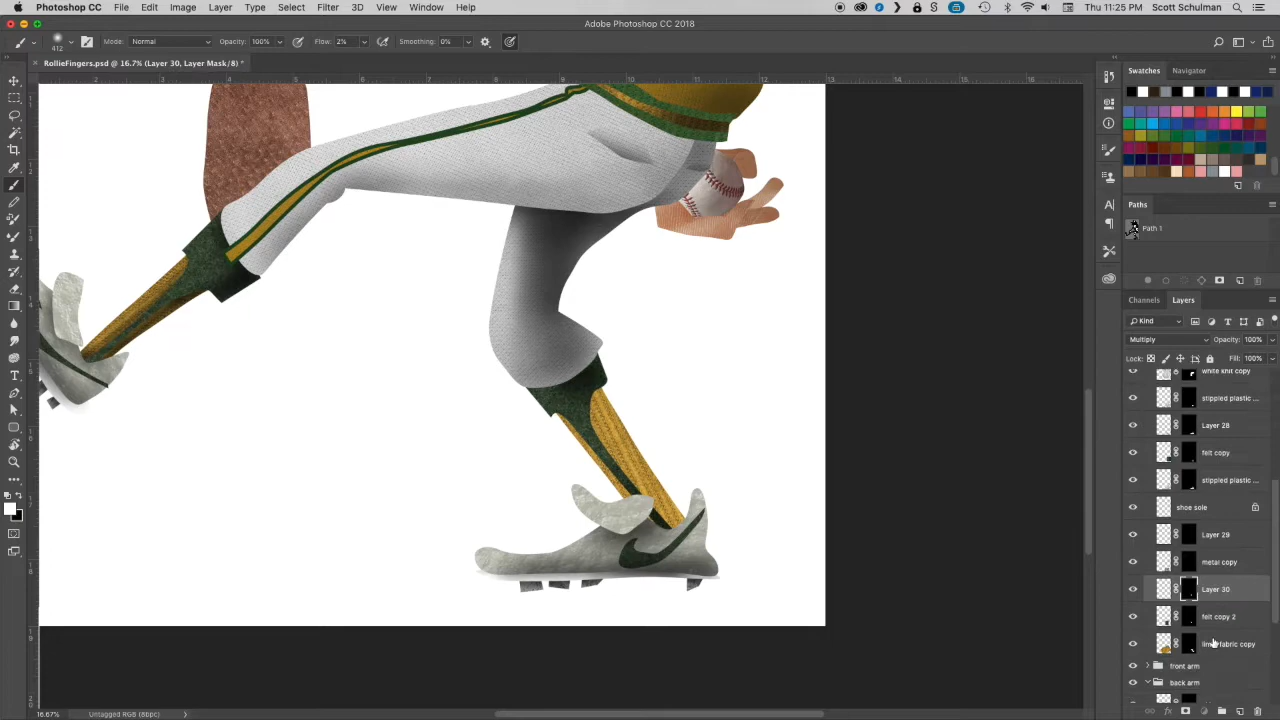 Photoshop File Edit Image Layer Type Select Filter 3D View Window Help
Thu 11:25 PM Scott Schulman
Adobe Photoshop CC 2018
412 Mode: Normal Opacity: 100% Flow: 2% Smoothing: 0%
RollieFingers.psd @ 16.7% (Layer 30, Layer Mask/8) *
Swatches Navigator
Paths
Path 1
Channels Layers
Kind
Multiply Opacity: 100%
Lock: Fill: 100%
white knit copy
stippled plastic ...
Layer 28
felt copy
stippled plastic ...
shoe sole
Layer 29
metal copy
Layer 30
felt copy 2
fabric copy
front arm
back arm
16.67% Untagged RGB (8bpc)